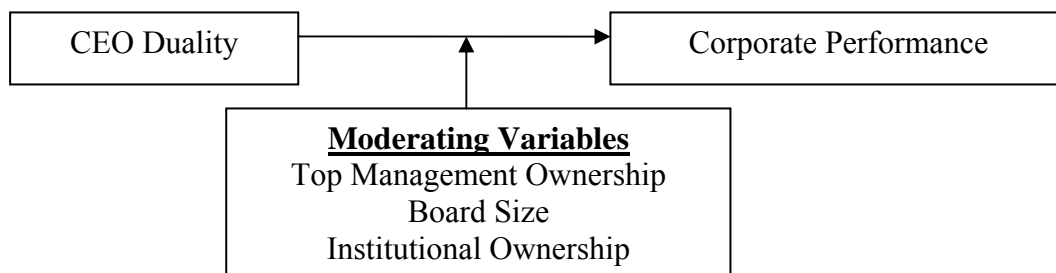 CEO Duality
Corporate Performance
Moderating Variables
Top Management Ownership
Board Size
Institutional Ownership